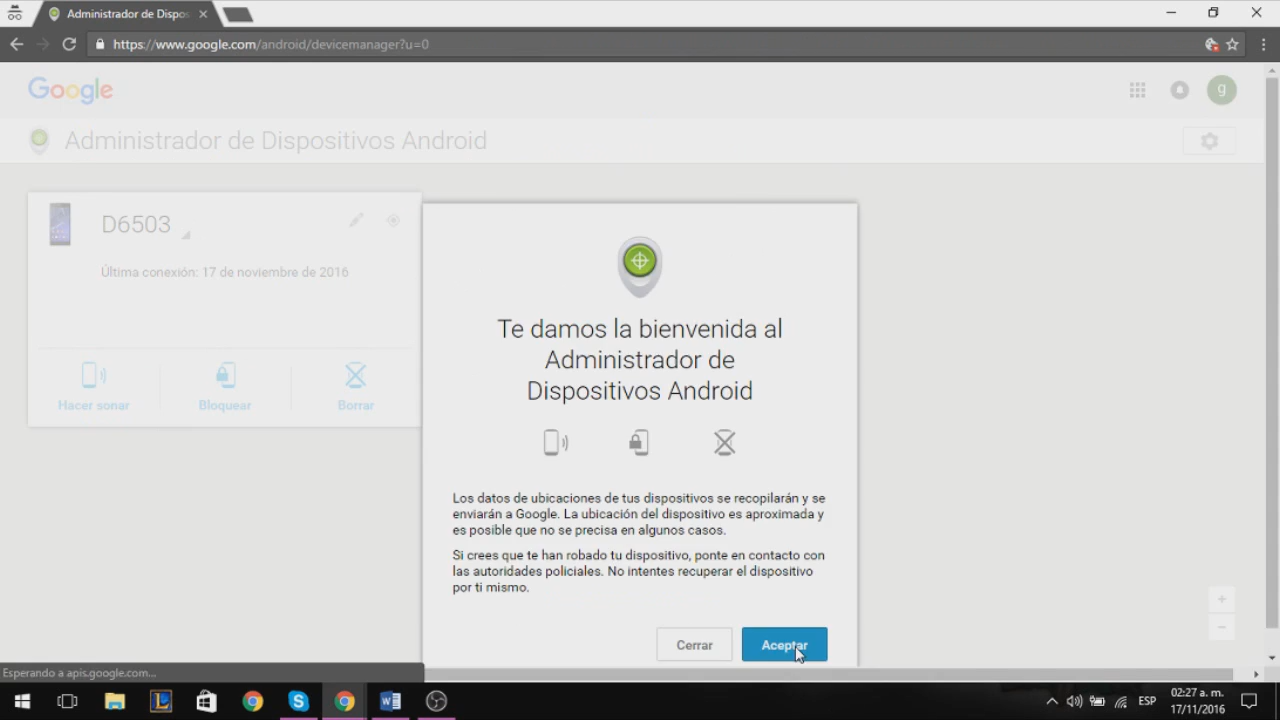 Administrador de Dispos
https://www.google.com/android/devicemanager?u=0
Google
g
Administrador de Dispositivos Android
D6503
Última conexión: 17 de noviembre de 2016
Hacer sonar
Bloquear
Borrar
Te damos la bienvenida al
Administrador de
Dispositivos Android
Los datos de ubicaciones de tus dispositivos se recopilarán y se
enviarán a Google. La ubicación del dispositivo es aproximada y
es posible que no se precisa en algunos casos.
Si crees que te han robado tu dispositivo, ponte en contacto con
las autoridades policiales. No intentes recuperar el dispositivo
por ti mismo.
Cerrar
Aceptar
Esperando a apis.google.com...
ESP
02:27 a. m.
17/11/2016